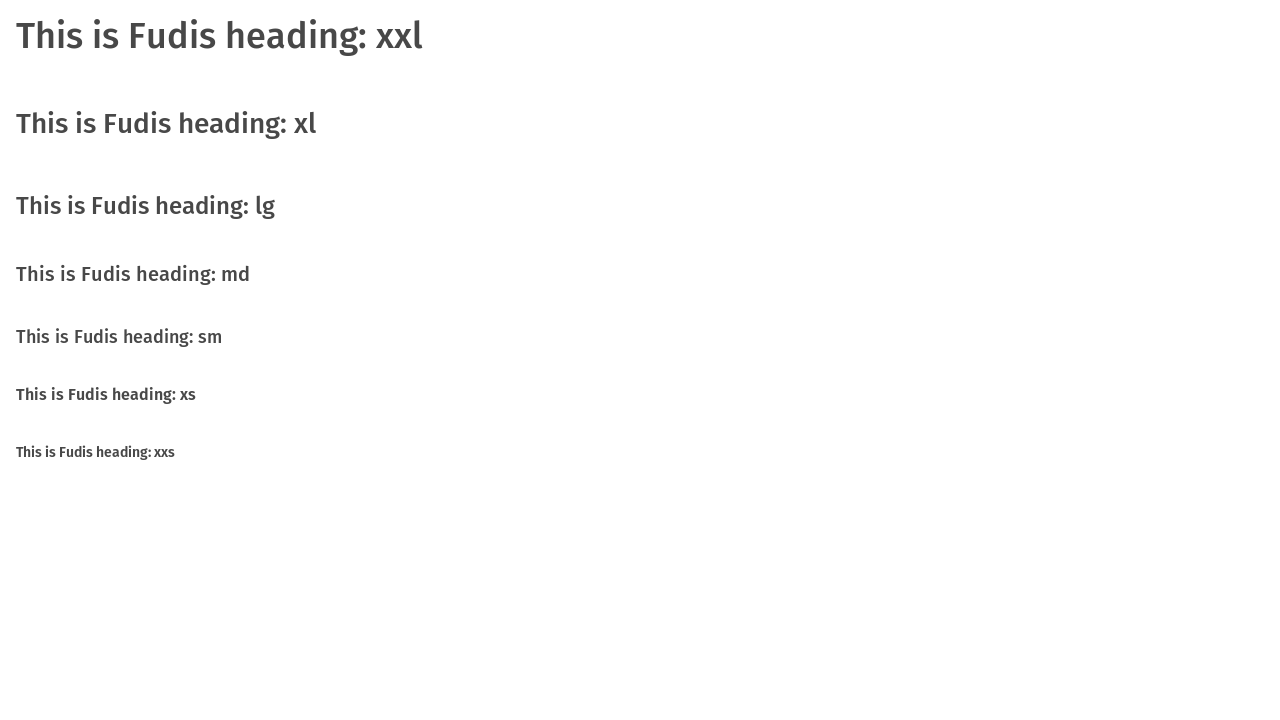 This is Fudis heading: xxl
This is Fudis heading: xl
This is Fudis heading: lg
This is Fudis heading: md
This is Fudis heading: sm
This is Fudis heading: xs
This is Fudis heading: xxs